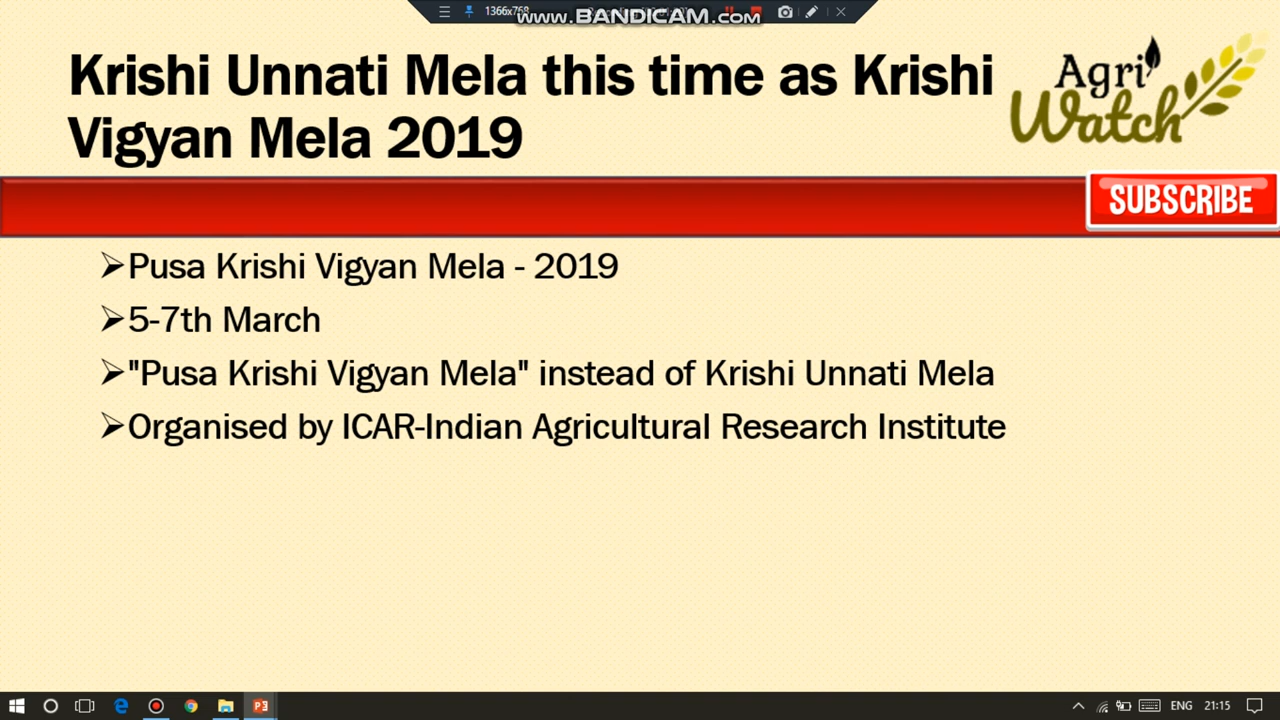 1366x768
www.BANDICAM.com
Krishi Unnati Mela this time as Krishi
Vigyan Mela 2019
Agri
Watch
SUBSCRIBE
➢Pusa Krishi Vigyan Mela - 2019
➢5-7th March
➢"Pusa Krishi Vigyan Mela" instead of Krishi Unnati Mela
➢Organised by ICAR-Indian Agricultural Research Institute
ENG 21:15